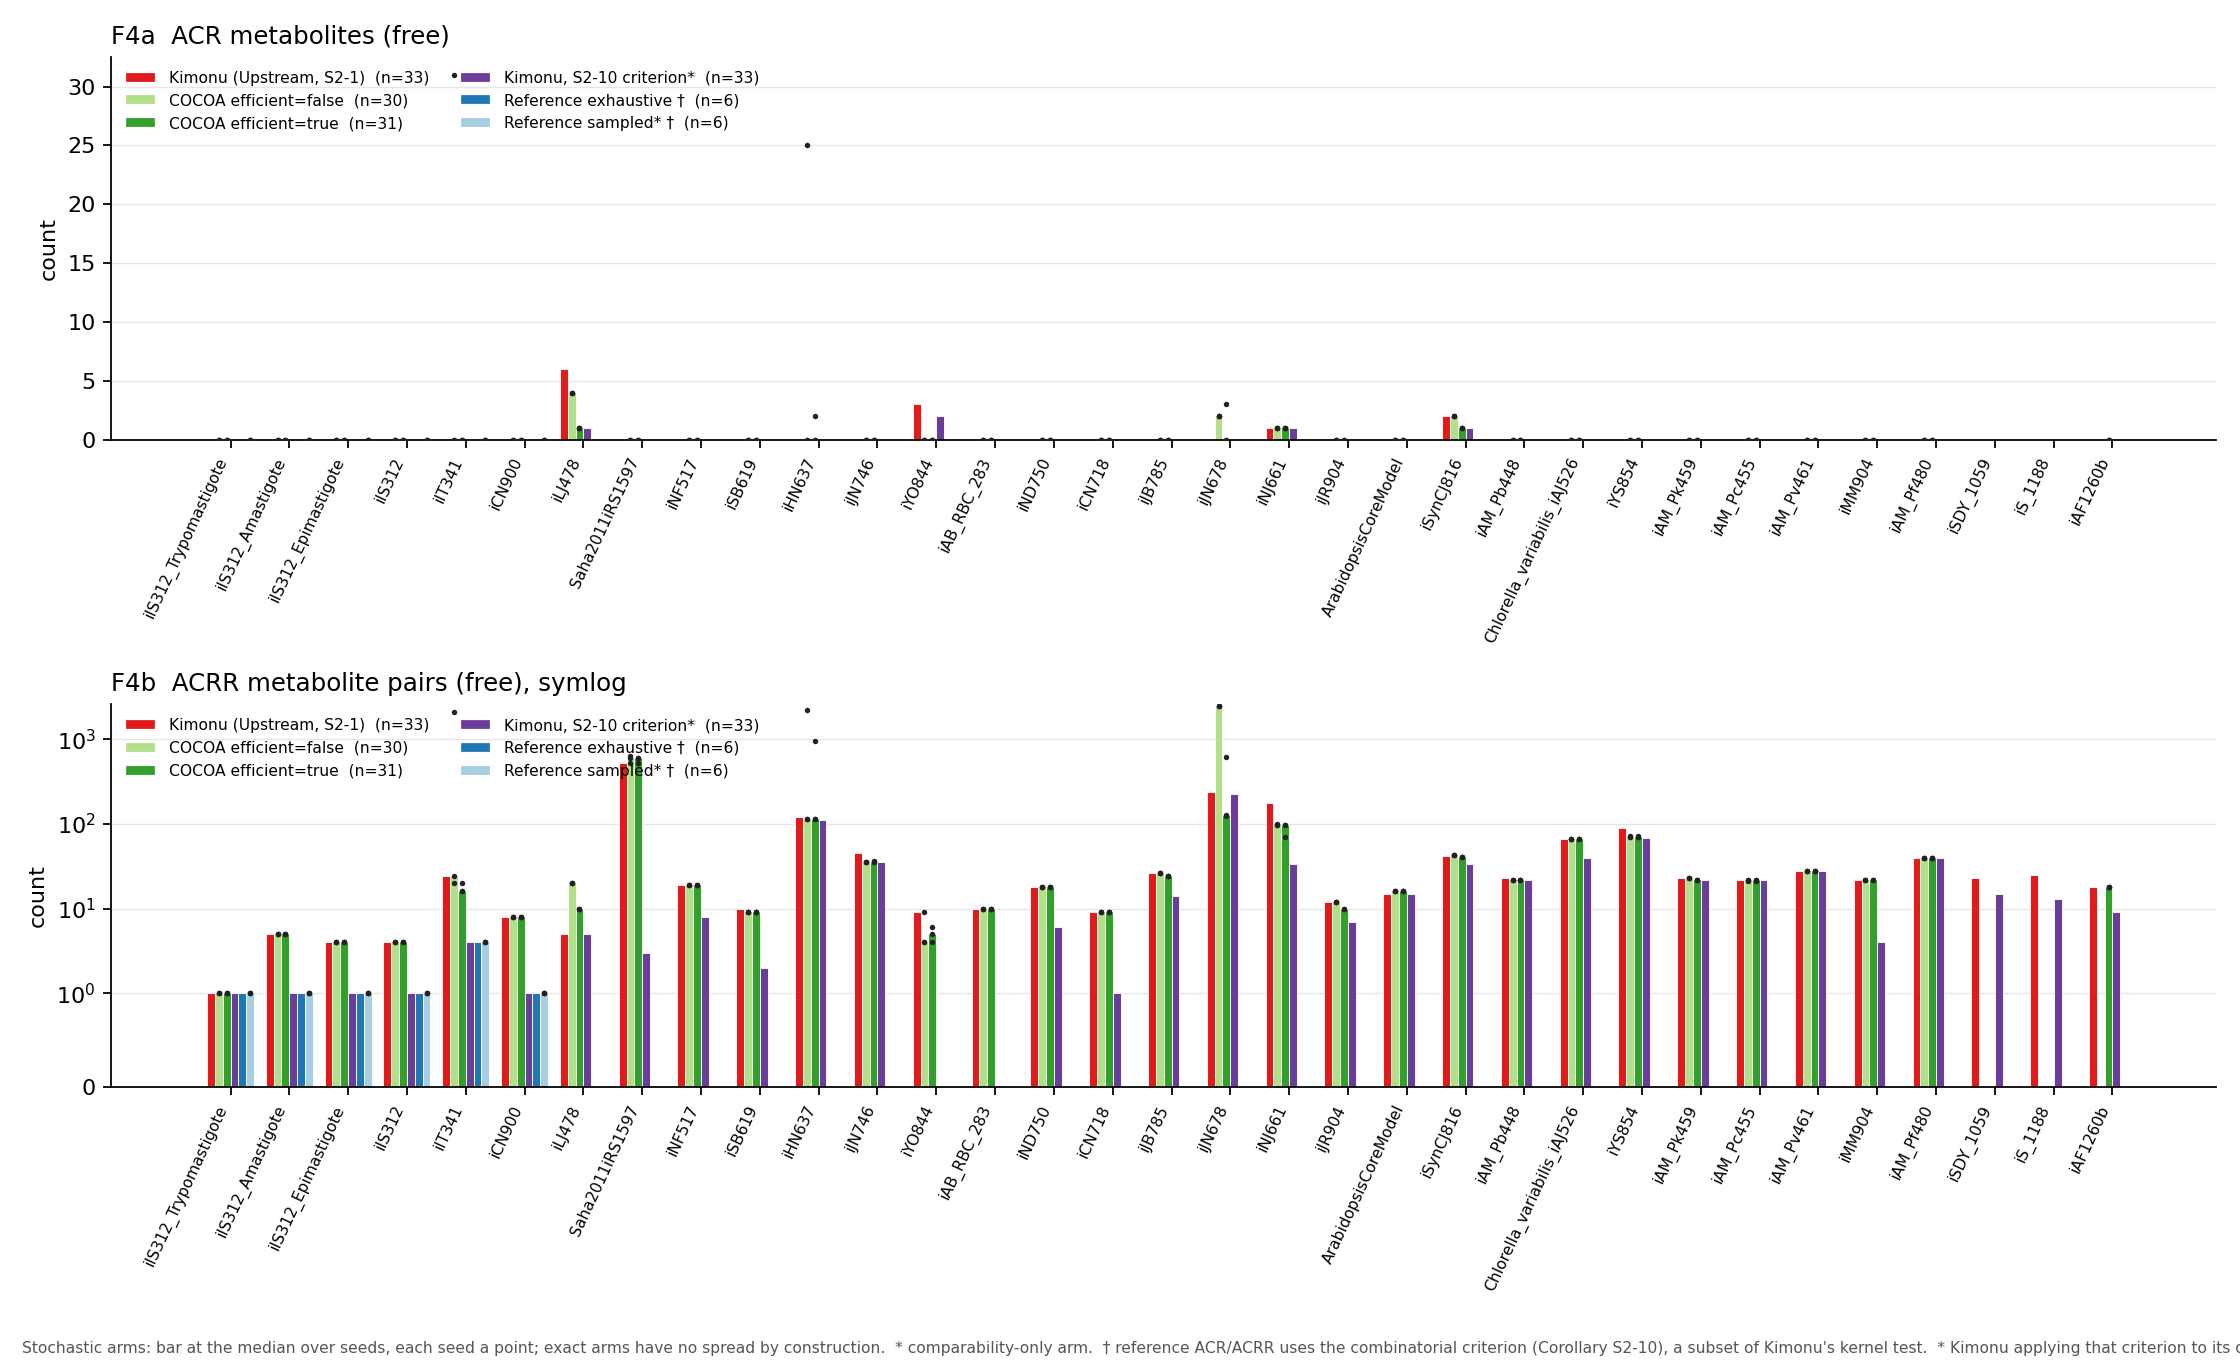 F4a  ACR metabolites (free)
Kimonu (Upstream, S2-1)  (n=33)
COCOA efficient=false  (n=30)
COCOA efficient=true  (n=31)
Kimonu, S2-10 criterion*  (n=33)
Reference exhaustive †  (n=6)
Reference sampled* †  (n=6)
count
30
25
20
15
10
5
0
iIS312_Trypomastigote
iIS312_Amastigote
iIS312_Epimastigote
iIS312
iIT341
iCN900
iLJ478
Saha2011iRS1597
iNF517
iSB619
iHN637
iJN746
iYO844
iAB_RBC_283
iND750
iCN718
iJB785
iJN678
iNJ661
iJR904
ArabidopsisCoreModel
iSynCJ816
iAM_Pb448
Chlorella_variabilis_iAJ526
iYS854
iAM_Pk459
iAM_Pc455
iAM_Pv461
iMM904
iAM_Pf480
iSDY_1059
iS_1188
iAF1260b
F4b  ACRR metabolite pairs (free), symlog
Kimonu (Upstream, S2-1)  (n=33)
COCOA efficient=false  (n=30)
COCOA efficient=true  (n=31)
Kimonu, S2-10 criterion*  (n=33)
Reference exhaustive †  (n=6)
Reference sampled* †  (n=6)
count
10³
10²
10¹
10⁰
0
iIS312_Trypomastigote
iIS312_Amastigote
iIS312_Epimastigote
iIS312
iIT341
iCN900
iLJ478
Saha2011iRS1597
iNF517
iSB619
iHN637
iJN746
iYO844
iAB_RBC_283
iND750
iCN718
iJB785
iJN678
iNJ661
iJR904
ArabidopsisCoreModel
iSynCJ816
iAM_Pb448
Chlorella_variabilis_iAJ526
iYS854
iAM_Pk459
iAM_Pc455
iAM_Pv461
iMM904
iAM_Pf480
iSDY_1059
iS_1188
iAF1260b
Stochastic arms: bar at the median over seeds, each seed a point; exact arms have no spread by construction.  * comparability-only arm.  † reference ACR/ACRR uses the combinatorial criterion (Corollary S2-10), a subset of Kimonu's kernel test.  * Kimonu applying that criterion to its